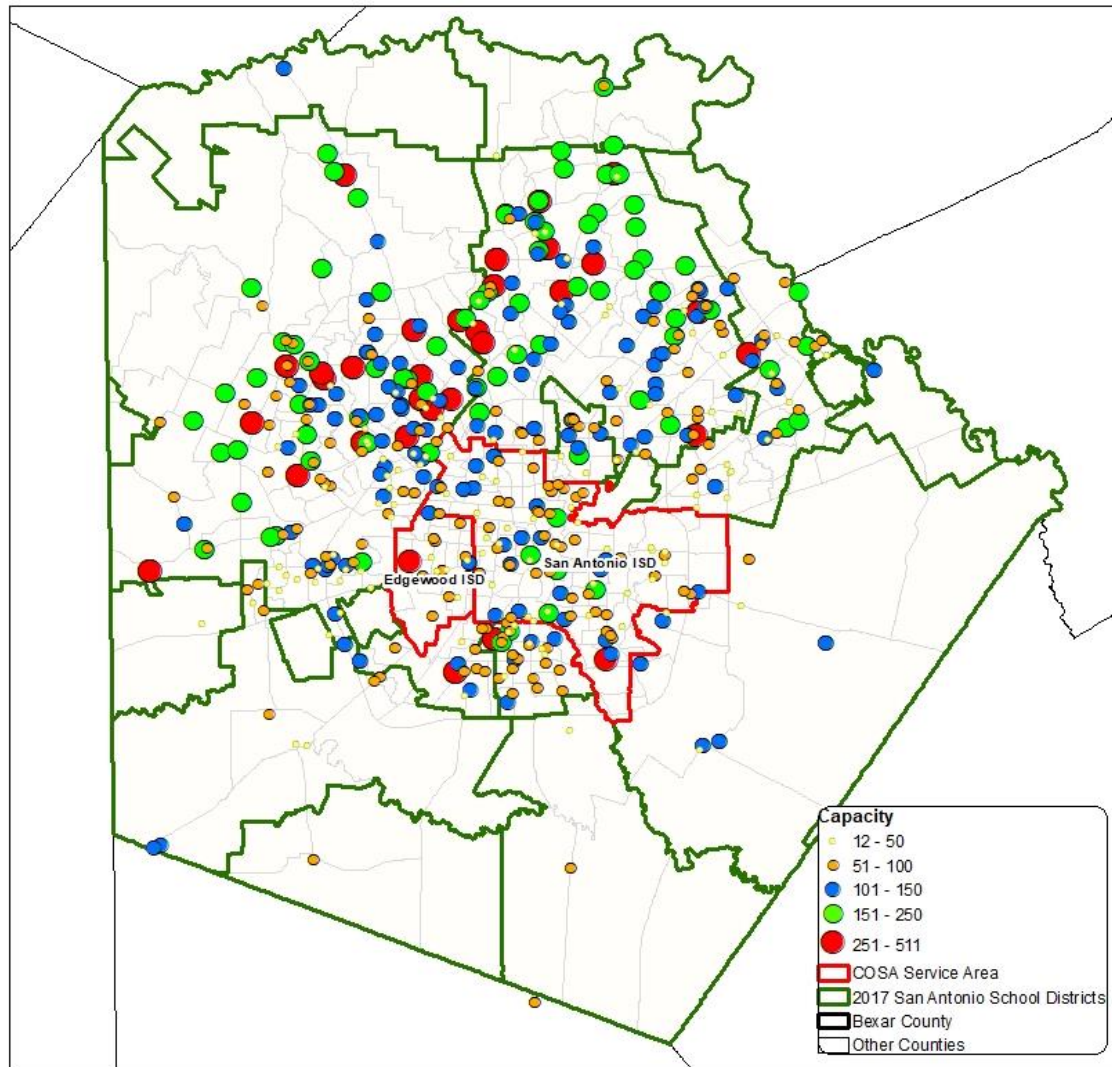 San Antonio ISD
Edgewood ISD
Capacity
12 - 50
51 - 100
101 - 150
151 - 250
251 - 511
COSA Service Area
2017 San Antonio School Districts
Bexar County
Other Counties